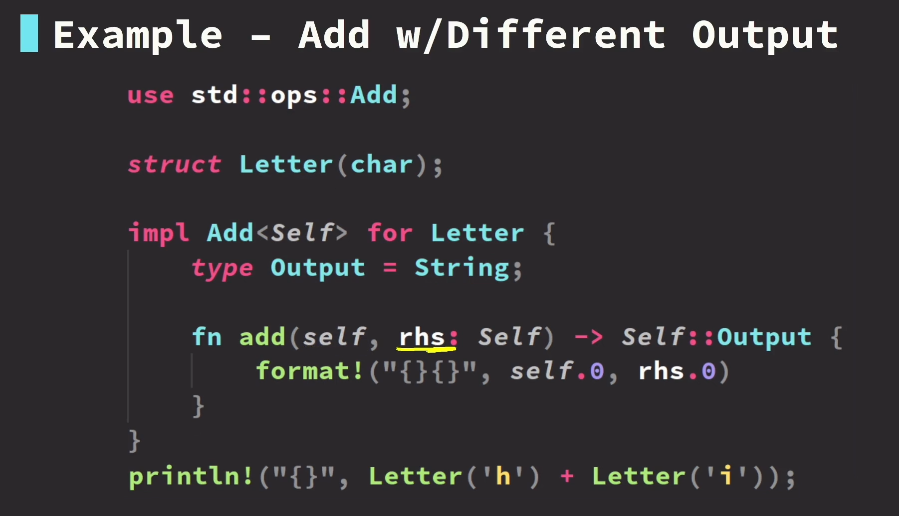 Example – Add w/Different Output
use std::ops::Add;
struct Letter(char);
impl Add<Self> for Letter {
type Output = String;
fn add(self, rhs: Self) -> Self::Output {
format!("{}{}", self.0, rhs.0)
}
}
println!("{}", Letter('h') + Letter('i'));